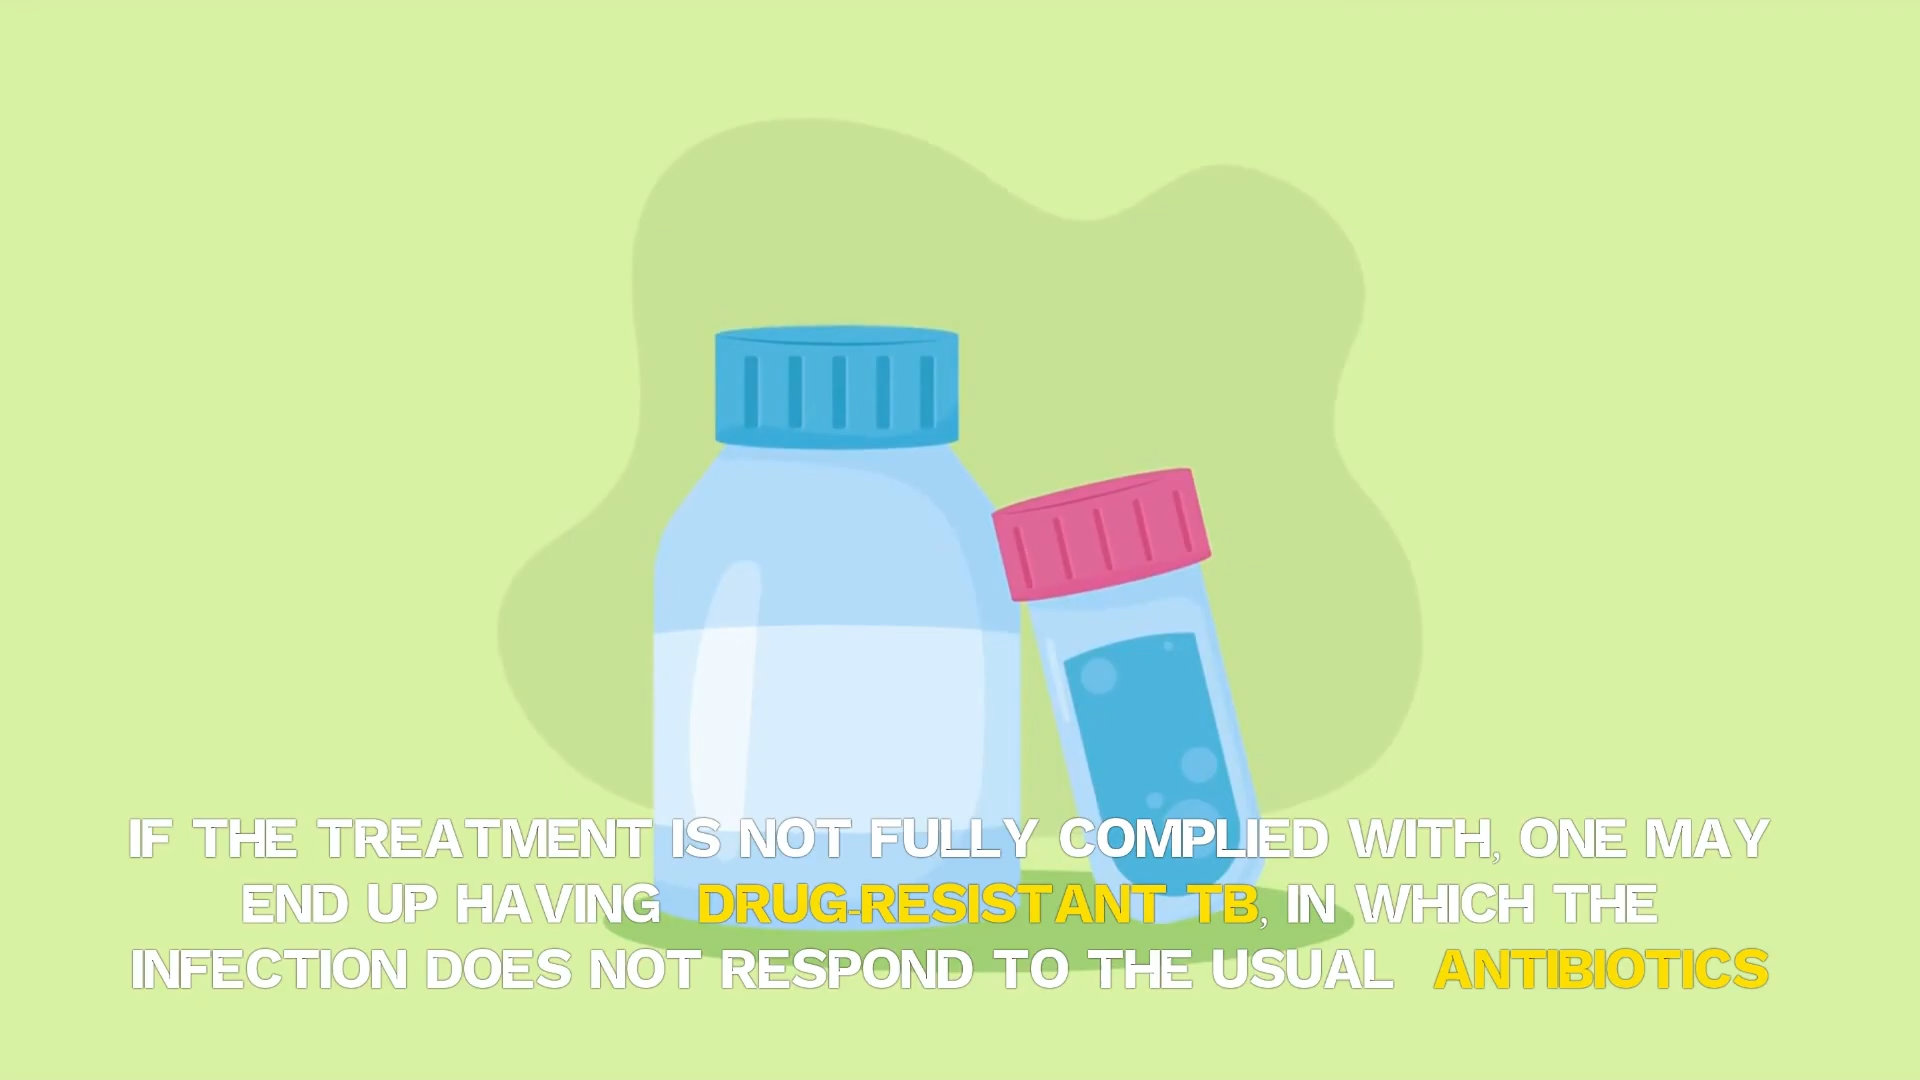 IF THE TREATMENT IS NOT FULLY COMPLIED WITH, ONE MAY
END UP HAVING DRUG-RESISTANT TB, IN WHICH THE
INFECTION DOES NOT RESPOND TO THE USUAL ANTIBIOTICS